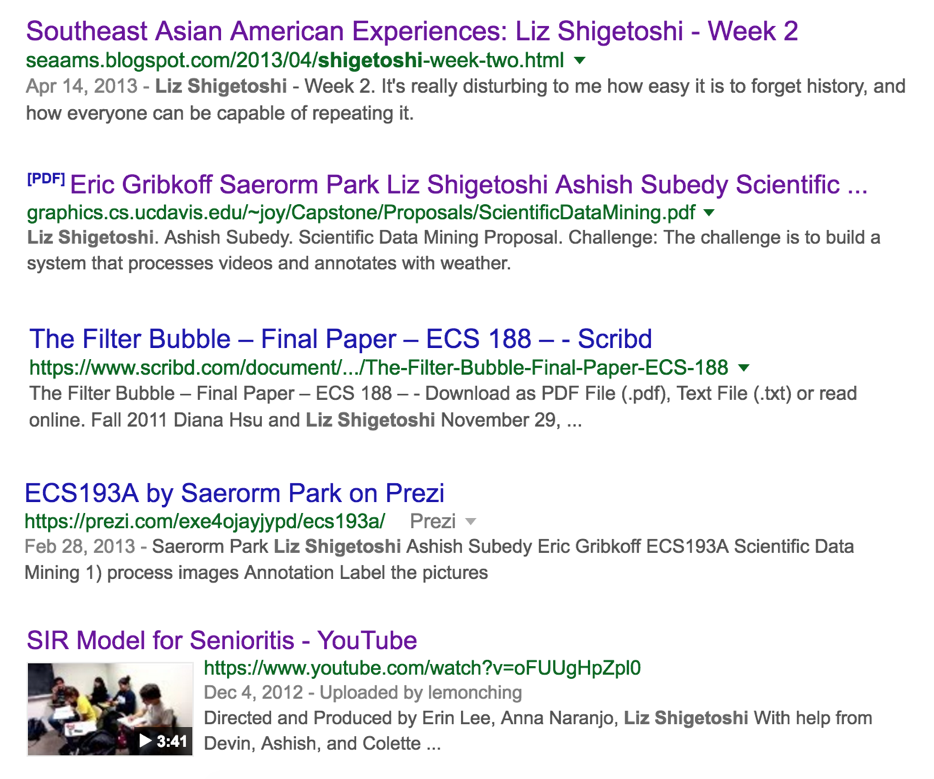 Southeast Asian American Experiences: Liz Shigetoshi - Week 2
seaams.blogspot.com/2013/04/shigetoshi-week-two.html
Apr 14, 2013 - Liz Shigetoshi - Week 2. It's really disturbing to me how easy it is to forget history, and
how everyone can be capable of repeating it.
[PDF] Eric Gribkoff Saerorm Park Liz Shigetoshi Ashish Subedy Scientific ...
graphics.cs.ucdavis.edu/~joy/Capstone/Proposals/ScientificDataMining.pdf
Liz Shigetoshi. Ashish Subedy. Scientific Data Mining Proposal. Challenge: The challenge is to build a
system that processes videos and annotates with weather.
The Filter Bubble – Final Paper – ECS 188 – - Scribd
https://www.scribd.com/document/.../The-Filter-Bubble-Final-Paper-ECS-188
The Filter Bubble – Final Paper – ECS 188 – - Download as PDF File (.pdf), Text File (.txt) or read
online. Fall 2011 Diana Hsu and Liz Shigetoshi November 29, ...
ECS193A by Saerorm Park on Prezi
https://prezi.com/exe4ojayjypd/ecs193a/ Prezi
Feb 28, 2013 - Saerorm Park Liz Shigetoshi Ashish Subedy Eric Gribkoff ECS193A Scientific Data
Mining 1) process images Annotation Label the pictures
SIR Model for Senioritis - YouTube
https://www.youtube.com/watch?v=oFUUgHpZpl0
Dec 4, 2012 - Uploaded by lemonching
Directed and Produced by Erin Lee, Anna Naranjo, Liz Shigetoshi With help from
Devin, Ashish, and Colette ...
3:41